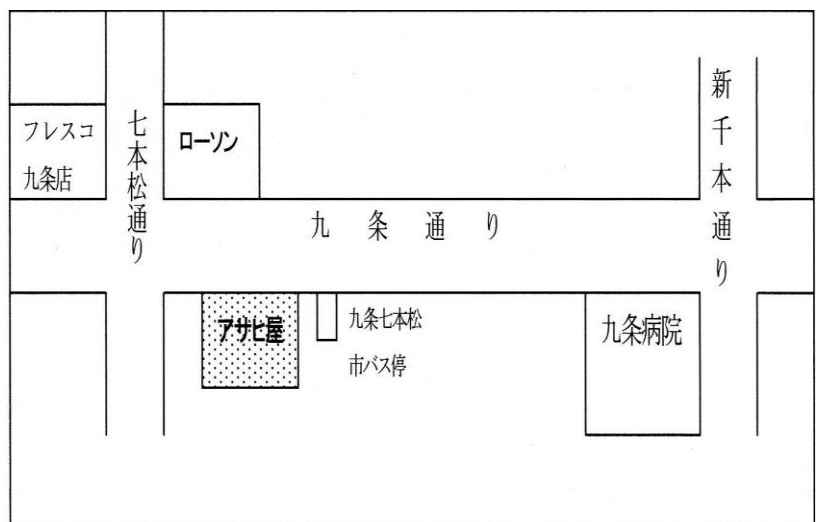 フレスコ
九条店
七本松通り
ローソン
新千本通り
九条通り
アサヒ屋
九条七本松
市バス停
九条病院